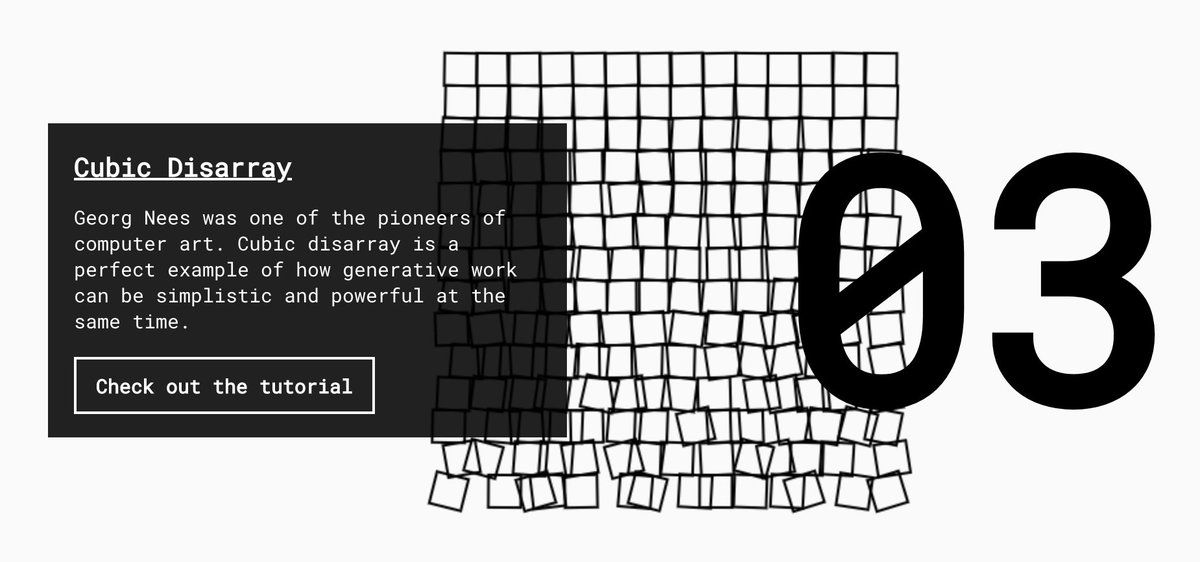 Cubic Disarray
Georg Nees was one of the pioneers of
computer art. Cubic disarray is a
perfect example of how generative work
can be simplistic and powerful at the
same time.
Check out the tutorial
03